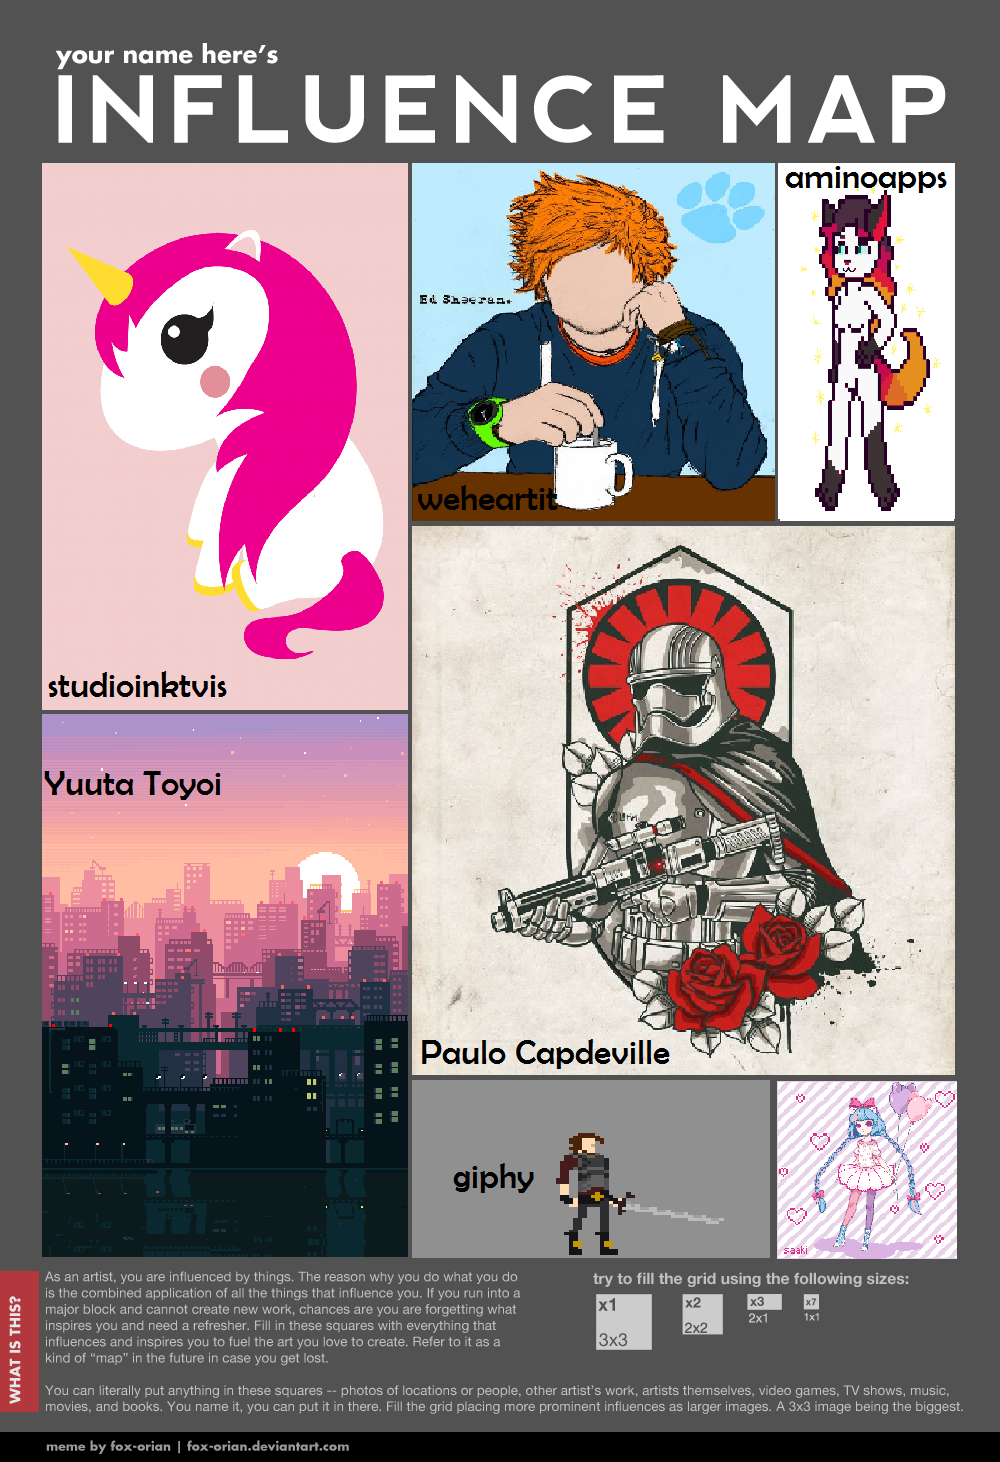 your name here's
INFLUENCE MAP
aminoapps
Ed Sheeran.
weheartit
studioinktvis
Yuuta Toyoi
Paulo Capdeville
giphy
saaki
WHAT IS THIS?
As an artist, you are influenced by things. The reason why you do what you do
is the combined application of all the things that influence you. If you run into a
major block and cannot create new work, chances are you are forgetting what
inspires you and need a refresher. Fill in these squares with everything that
influences and inspires you to fuel the art you love to create. Refer to it as a
kind of “map” in the future in case you get lost.
try to fill the grid using the following sizes:
x1
3x3
x2
2x2
x3
2x1
x7
1x1
You can literally put anything in these squares -- photos of locations or people, other artist's work, artists themselves, video games, TV shows, music,
movies, and books. You name it, you can put it in there. Fill the grid placing more prominent influences as larger images. A 3x3 image being the biggest.
meme by fox-orian | fox-orian.deviantart.com